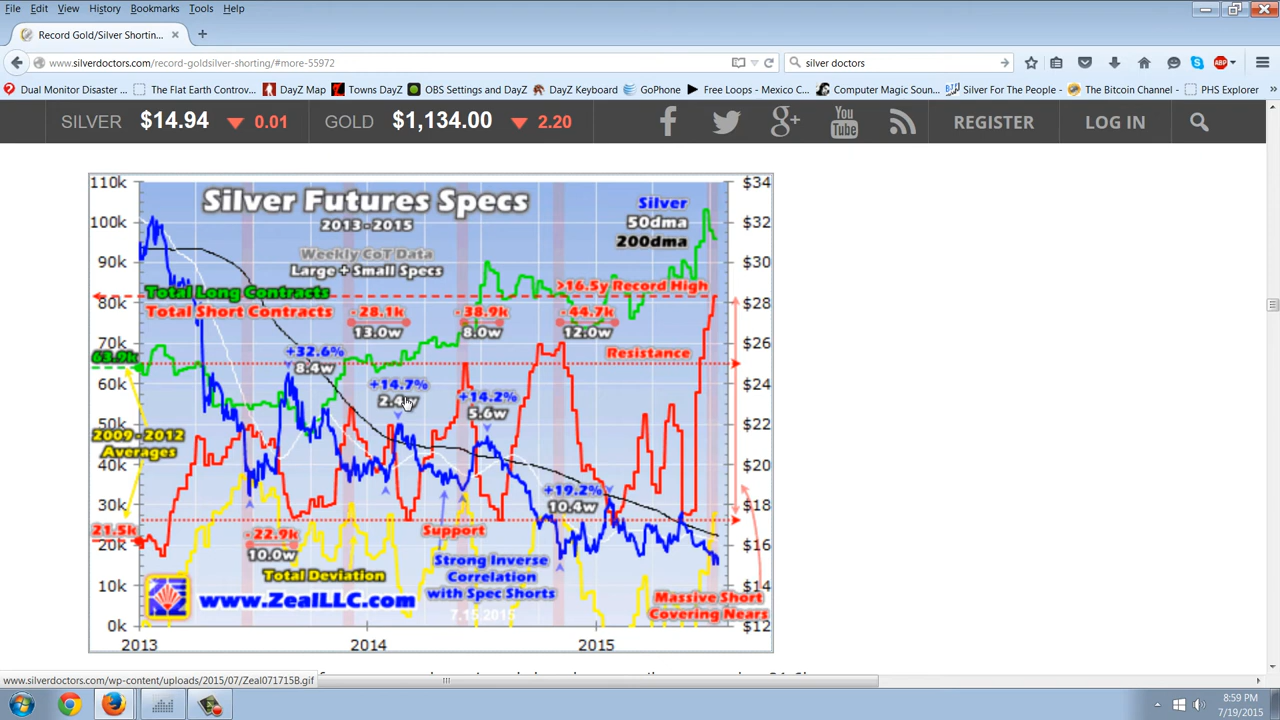 File Edit View History Bookmarks Tools Help
Record Gold/Silver Shortin...
www.silverdoctors.com/record-goldsilver-shorting/#more-55972
silver doctors
Dual Monitor Disaster ... The Flat Earth Controv... DayZ Map Towns DayZ OBS Settings and DayZ DayZ Keyboard GoPhone Free Loops - Mexico C... Computer Magic Soun... Silver For The People - The Bitcoin Channel - PHS Explorer
SILVER $14.94 0.01 GOLD $1,134.00 2.20 REGISTER LOG IN
You Tube
Silver Futures Specs
2013 - 2015
Weekly CoT Data
Large + Small Specs
Silver
50dma
200dma
110k
100k
90k
80k
70k
60k
50k
40k
30k
20k
10k
0k
$34
$32
$30
$28
$26
$24
$22
$20
$18
$16
$14
$12
>16.5y Record High
Total Long Contracts
Total Short Contracts
- 28.1k
13.0w
- 38.9k
8.0w
- 44.7k
12.0w
Resistance
63.9k
+32.6%
8.4w
+14.7%
+14.2%
5.6w
2009 - 2012
Averages
+19.2%
10.4w
21.5k
- 22.9k
10.0w
Support
Total Deviation
Strong Inverse
Correlation
with Spec Shorts
www.ZealLLC.com
7.15.2015
Massive Short
Covering Nears
2013 2014 2015
www.silverdoctors.com/wp-content/uploads/2015/07/Zeal0717158.gif
8:59 PM
7/19/2015